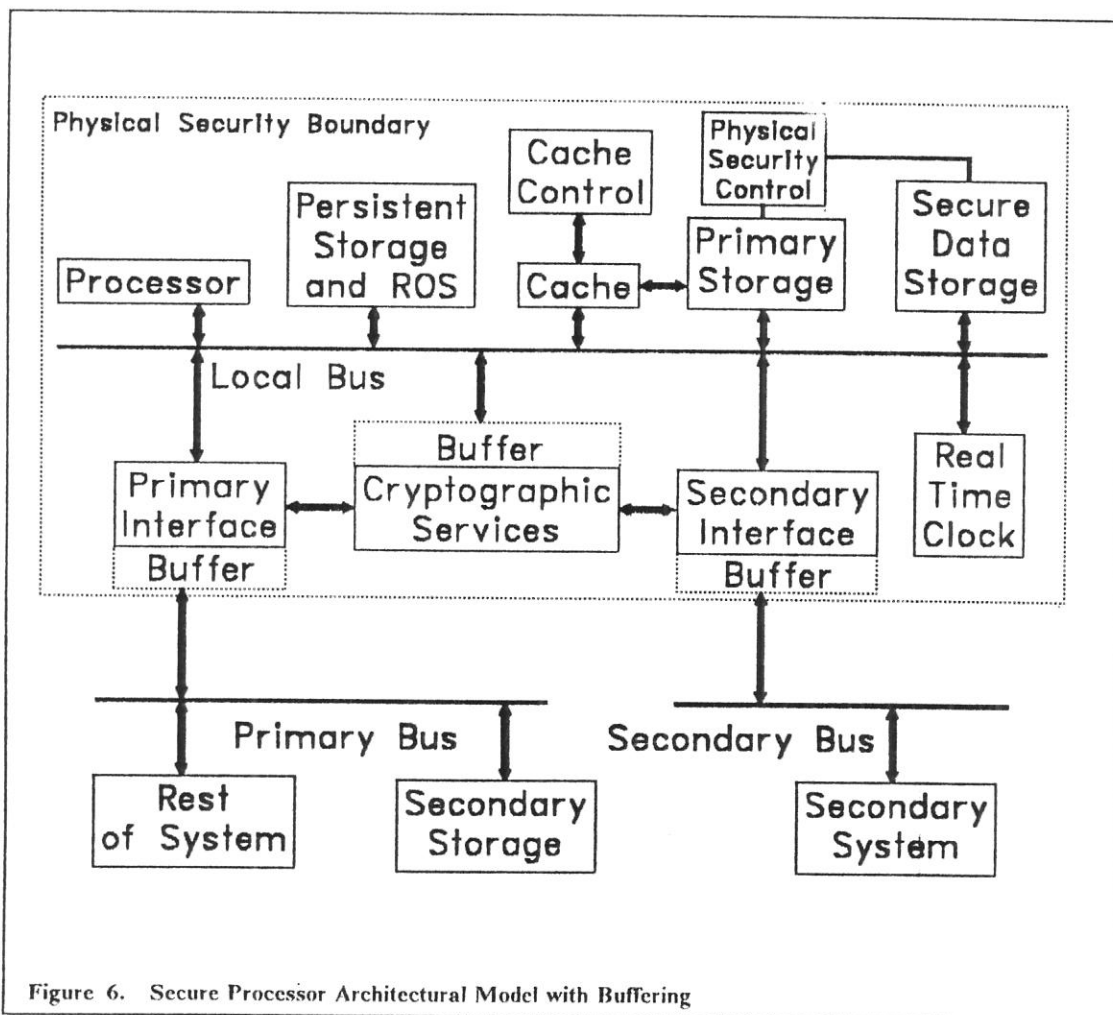 Physical Security Boundary
Cache
Control
Physical
Security
Control
Persistent
Storage
and ROS
Secure
Data
Storage
Processor
Cache
Primary
Storage
Local Bus
Buffer
Cryptographic
Services
Primary
Interface
Buffer
Secondary
Interface
Buffer
Real
Time
Clock
Primary Bus
Secondary Bus
Rest
of System
Secondary
Storage
Secondary
System
Figure 6. Secure Processor Architectural Model with Buffering